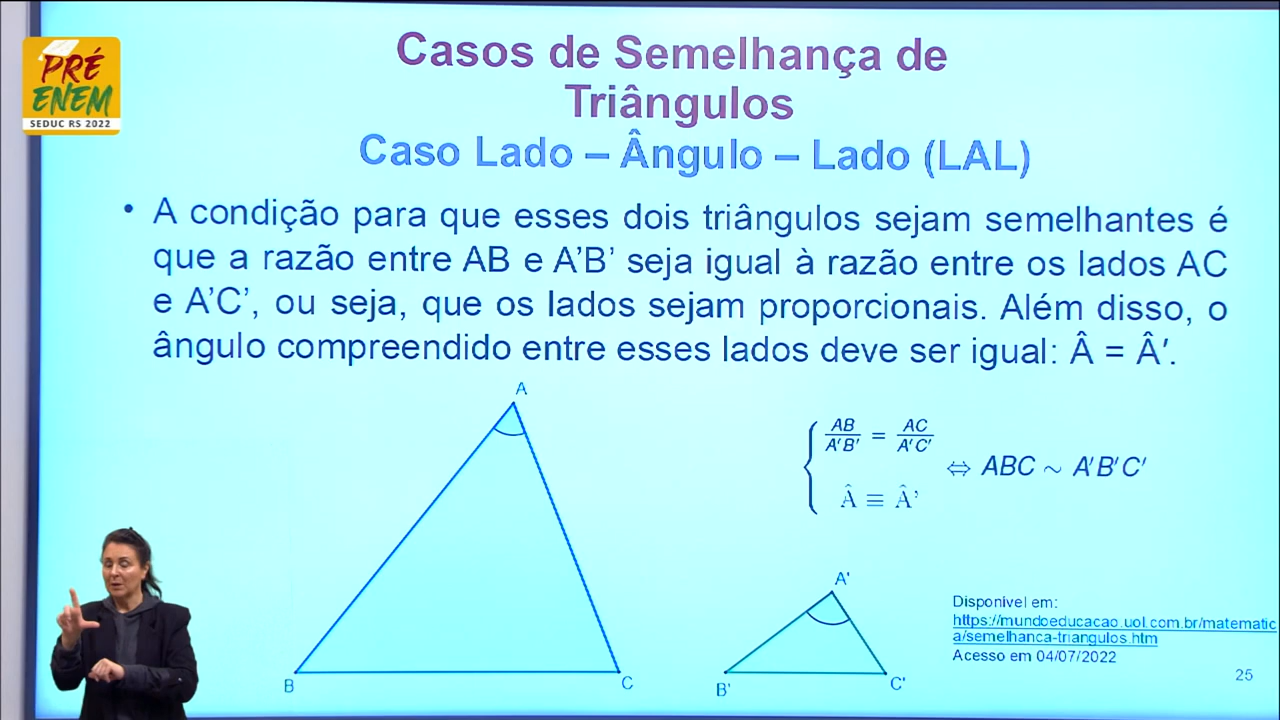 PRÉ
ENEM
SEDUC RS 2022
Casos de Semelhança de
Triângulos
Caso Lado – Ângulo – Lado (LAL)
• A condição para que esses dois triângulos sejam semelhantes é
que a razão entre AB e A’B’ seja igual à razão entre os lados AC
e A’C’, ou seja, que os lados sejam proporcionais. Além disso, o
ângulo compreendido entre esses lados deve ser igual: Â = Â’.
A
B
C
AB/A'B' = AC/A'C'
⇔ ABC ~ A'B'C'
Â ≡ Â’
A'
B'
C'
Disponível em:
https://mundoeducacao.uol.com.br/matematic
a/semelhanca-triangulos.htm
Acesso em 04/07/2022
25